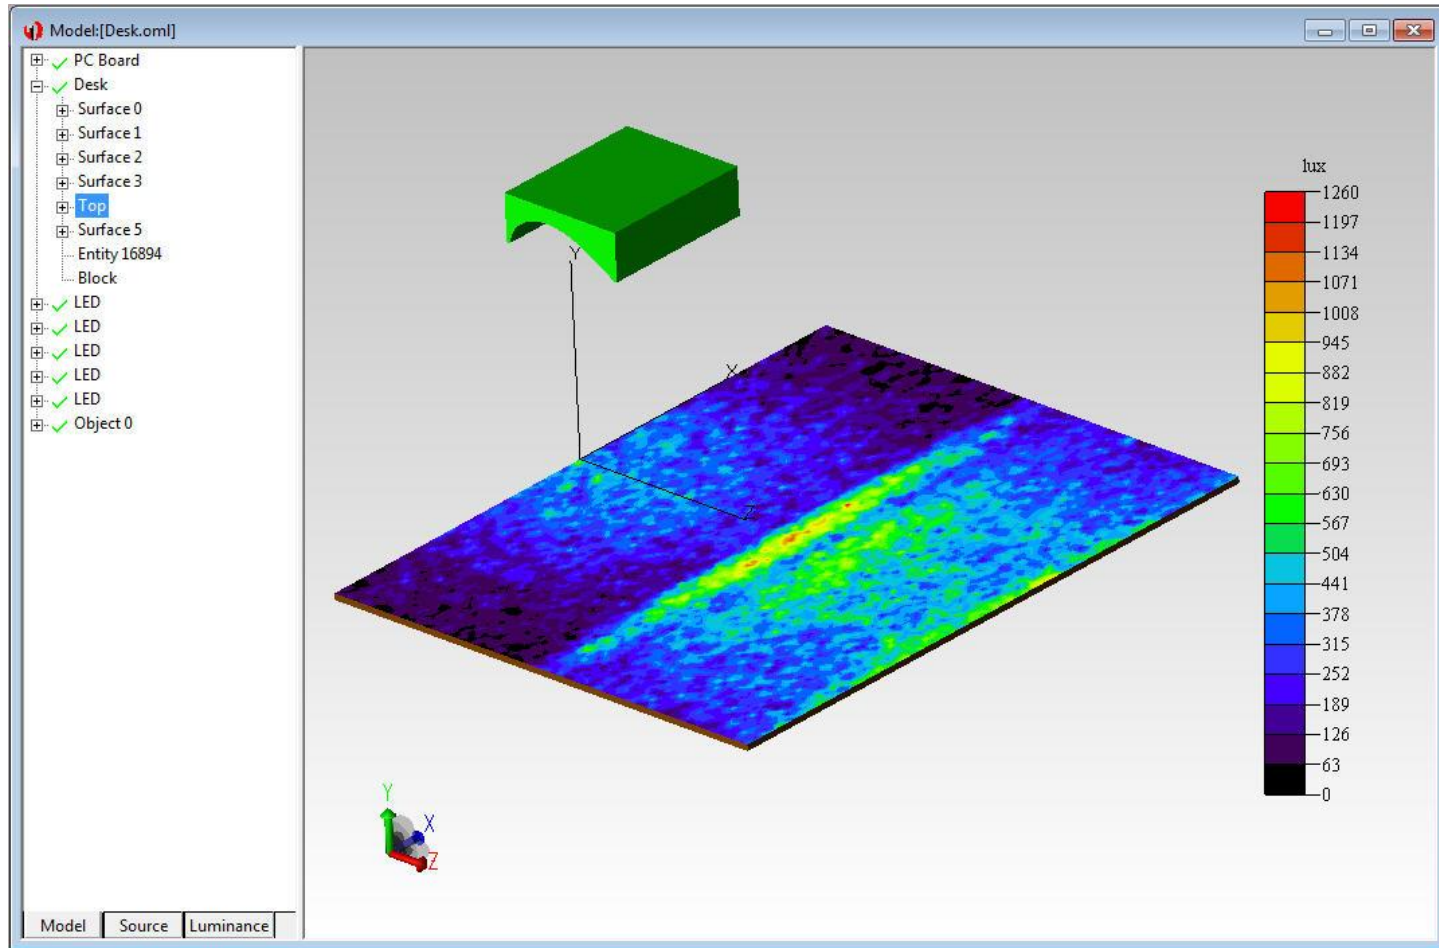 Model:[Desk.oml]
PC Board
Desk
Surface 0
Surface 1
Surface 2
Surface 3
Top
Surface 5
Entity 16894
Block
LED
LED
LED
LED
LED
Object 0
Y
X
Z
lux
1260
1197
1134
1071
1008
945
882
819
756
693
630
567
504
441
378
315
252
189
126
63
0
Y
X
Z
Model Source Luminance